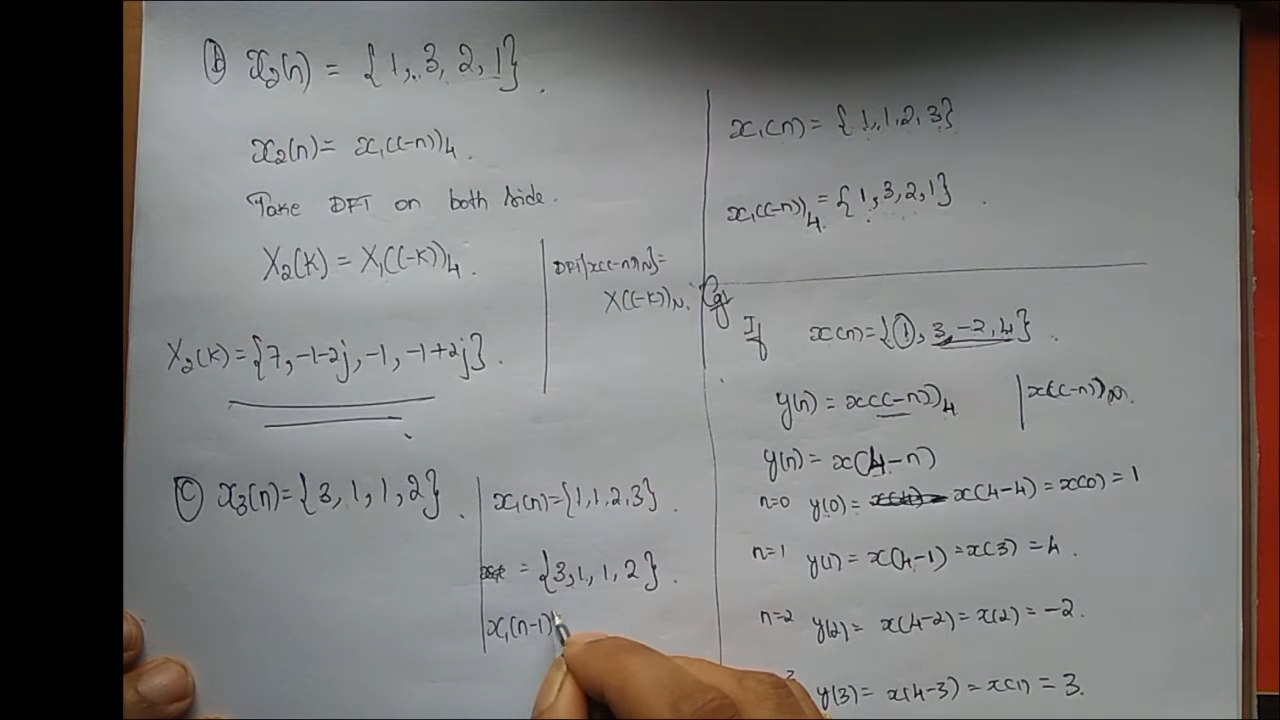 b x₂(n) = {1, 3, 2, 1}.
x₂(n) = x₁((-n))₄.
Take DFT on both side.
X₂(K) = X₁((-K))₄.
DFT{x((-n))N} =
X((-K))N.
X₂(K) = {7, -1-2j, -1, -1+2j}.
x₁(n) = {1, 1, 2, 3}
x₁((-n))₄ = {1, 3, 2, 1}.
Eg
If x(n) = {1, 3, -2, 4}.
y(n) = x((-n))₄ x((-n))N.
y(n) = x(4-n)
n=0 y(0) = x(4-4) = x(0) = 1
n=1 y(1) = x(4-1) = x(3) = 4.
n=2 y(2) = x(4-2) = x(2) = -2.
3 y(3) = x(4-3) = x(1) = 3.
C x₃(n) = {3, 1, 1, 2}.
x₁(n) = {1, 1, 2, 3}.
= {3, 1, 1, 2}.
x₁(n-1)